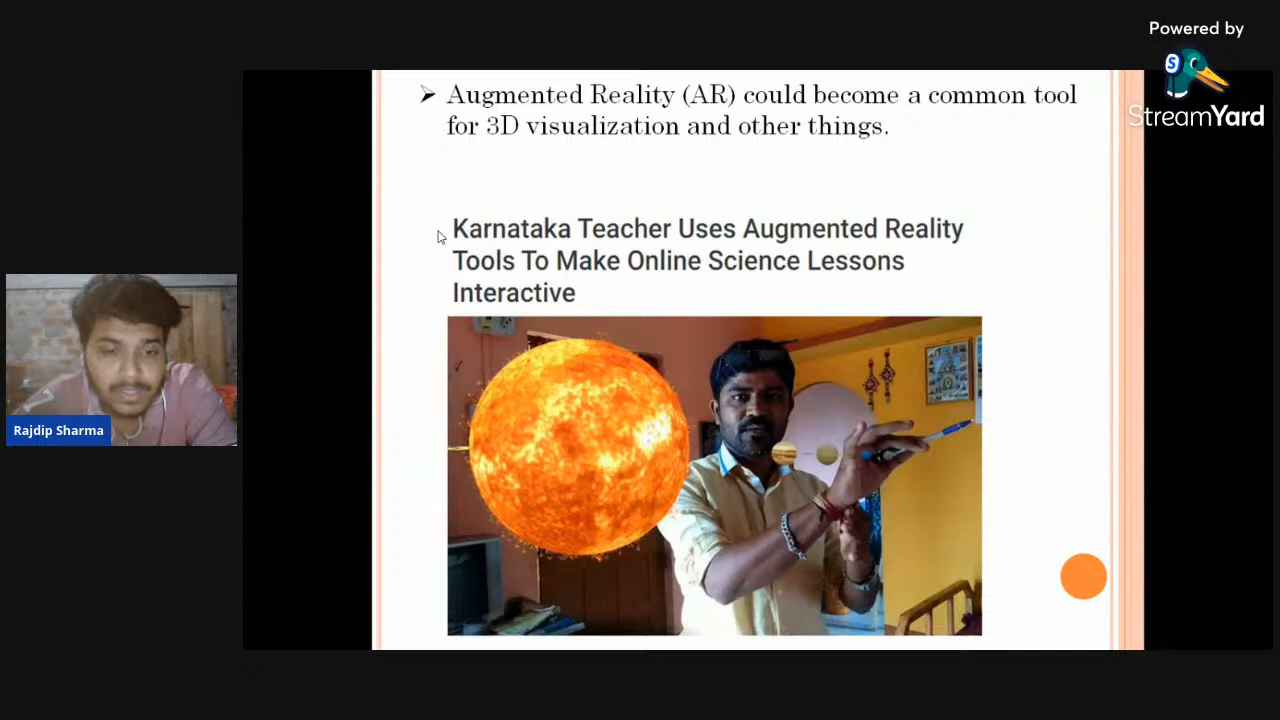 Powered by
StreamYard
➢ Augmented Reality (AR) could become a common tool
for 3D visualization and other things.
Karnataka Teacher Uses Augmented Reality
Tools To Make Online Science Lessons
Interactive
Rajdip Sharma